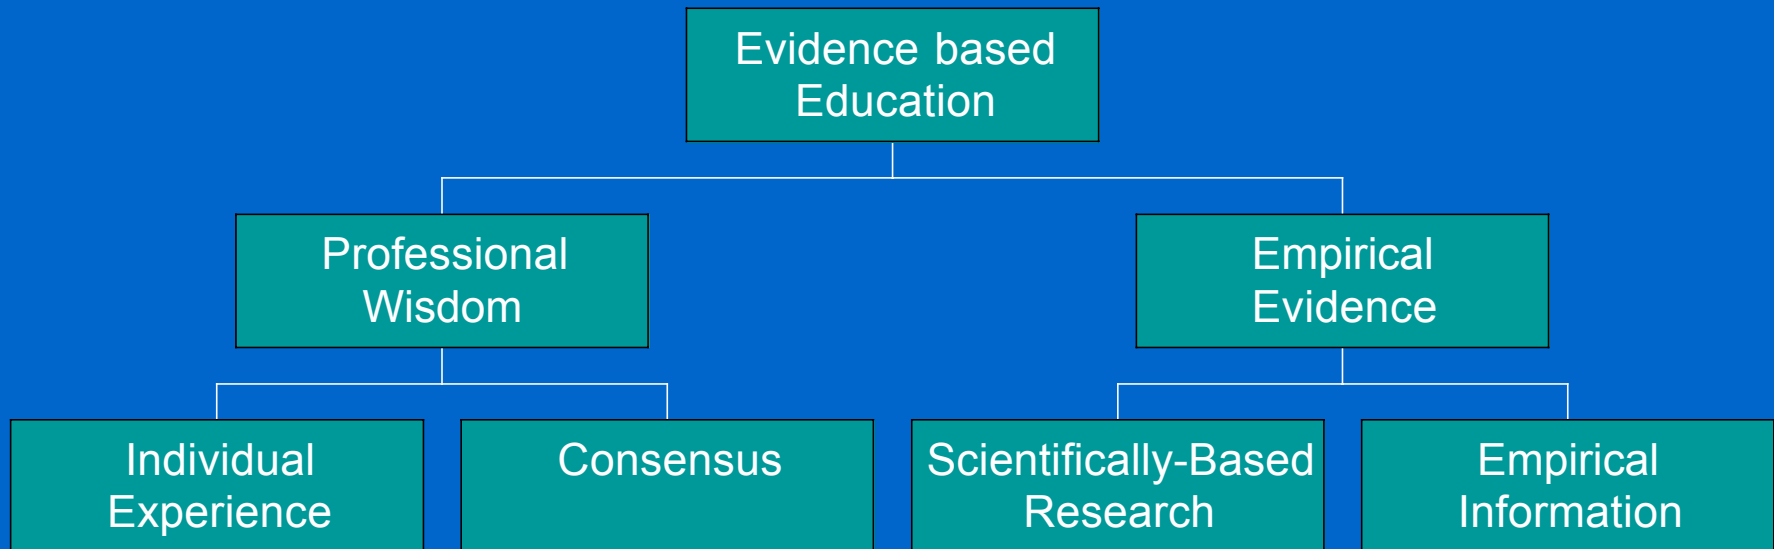 Evidence based
Education
Professional
Wisdom
Empirical
Evidence
Individual
Experience
Consensus
Scientifically-Based
Research
Empirical
Information